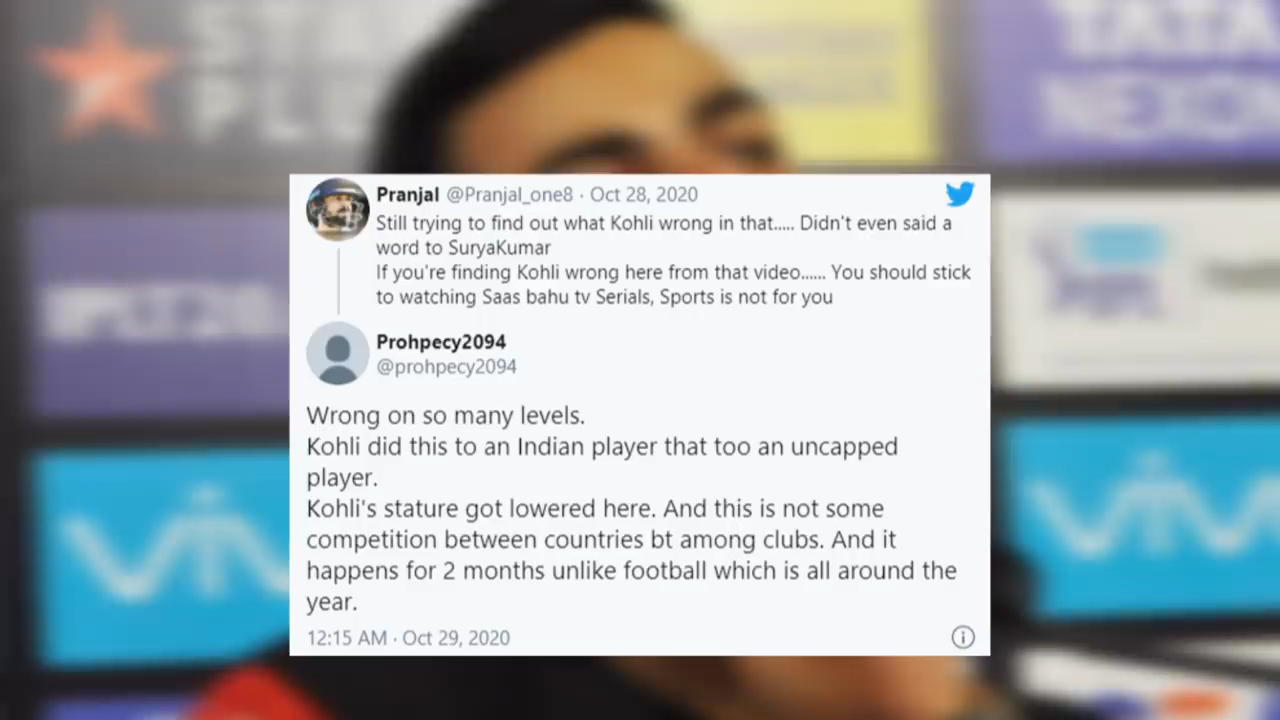 STAR
PLUS
TATA
NEXON
Pranjal @Pranjal_one8 · Oct 28, 2020
Still trying to find out what Kohli wrong in that..... Didn't even said a
word to SuryaKumar
If you're finding Kohli wrong here from that video...... You should stick
to watching Saas bahu tv Serials, Sports is not for you
Prohpecy2094
@prohpecy2094
Wrong on so many levels.
Kohli did this to an Indian player that too an uncapped
player.
Kohli's stature got lowered here. And this is not some
competition between countries bt among clubs. And it
happens for 2 months unlike football which is all around the
year.
12:15 AM · Oct 29, 2020